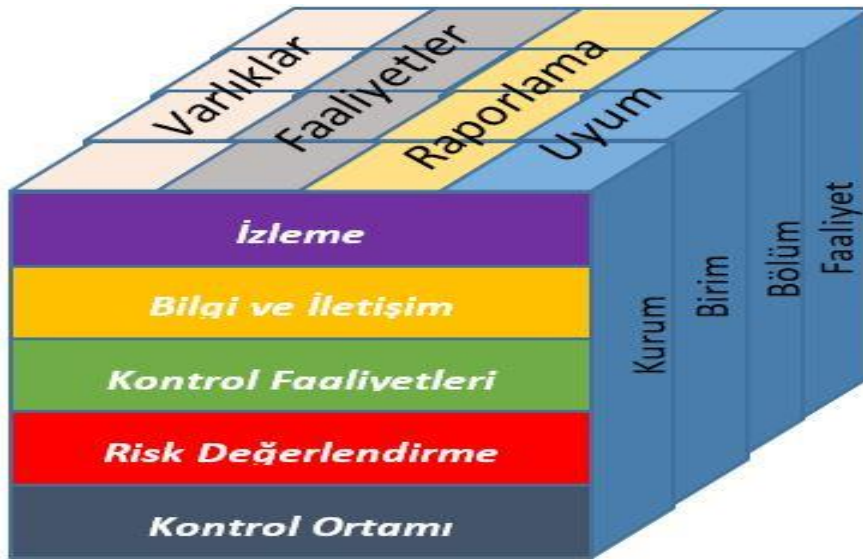 Varlıklar
Faaliyetler
Raporlama
Uyum
İzleme
Bilgi ve İletişim
Kontrol Faaliyetleri
Risk Değerlendirme
Kontrol Ortamı
Kurum
Birim
Bölüm
Faaliyet